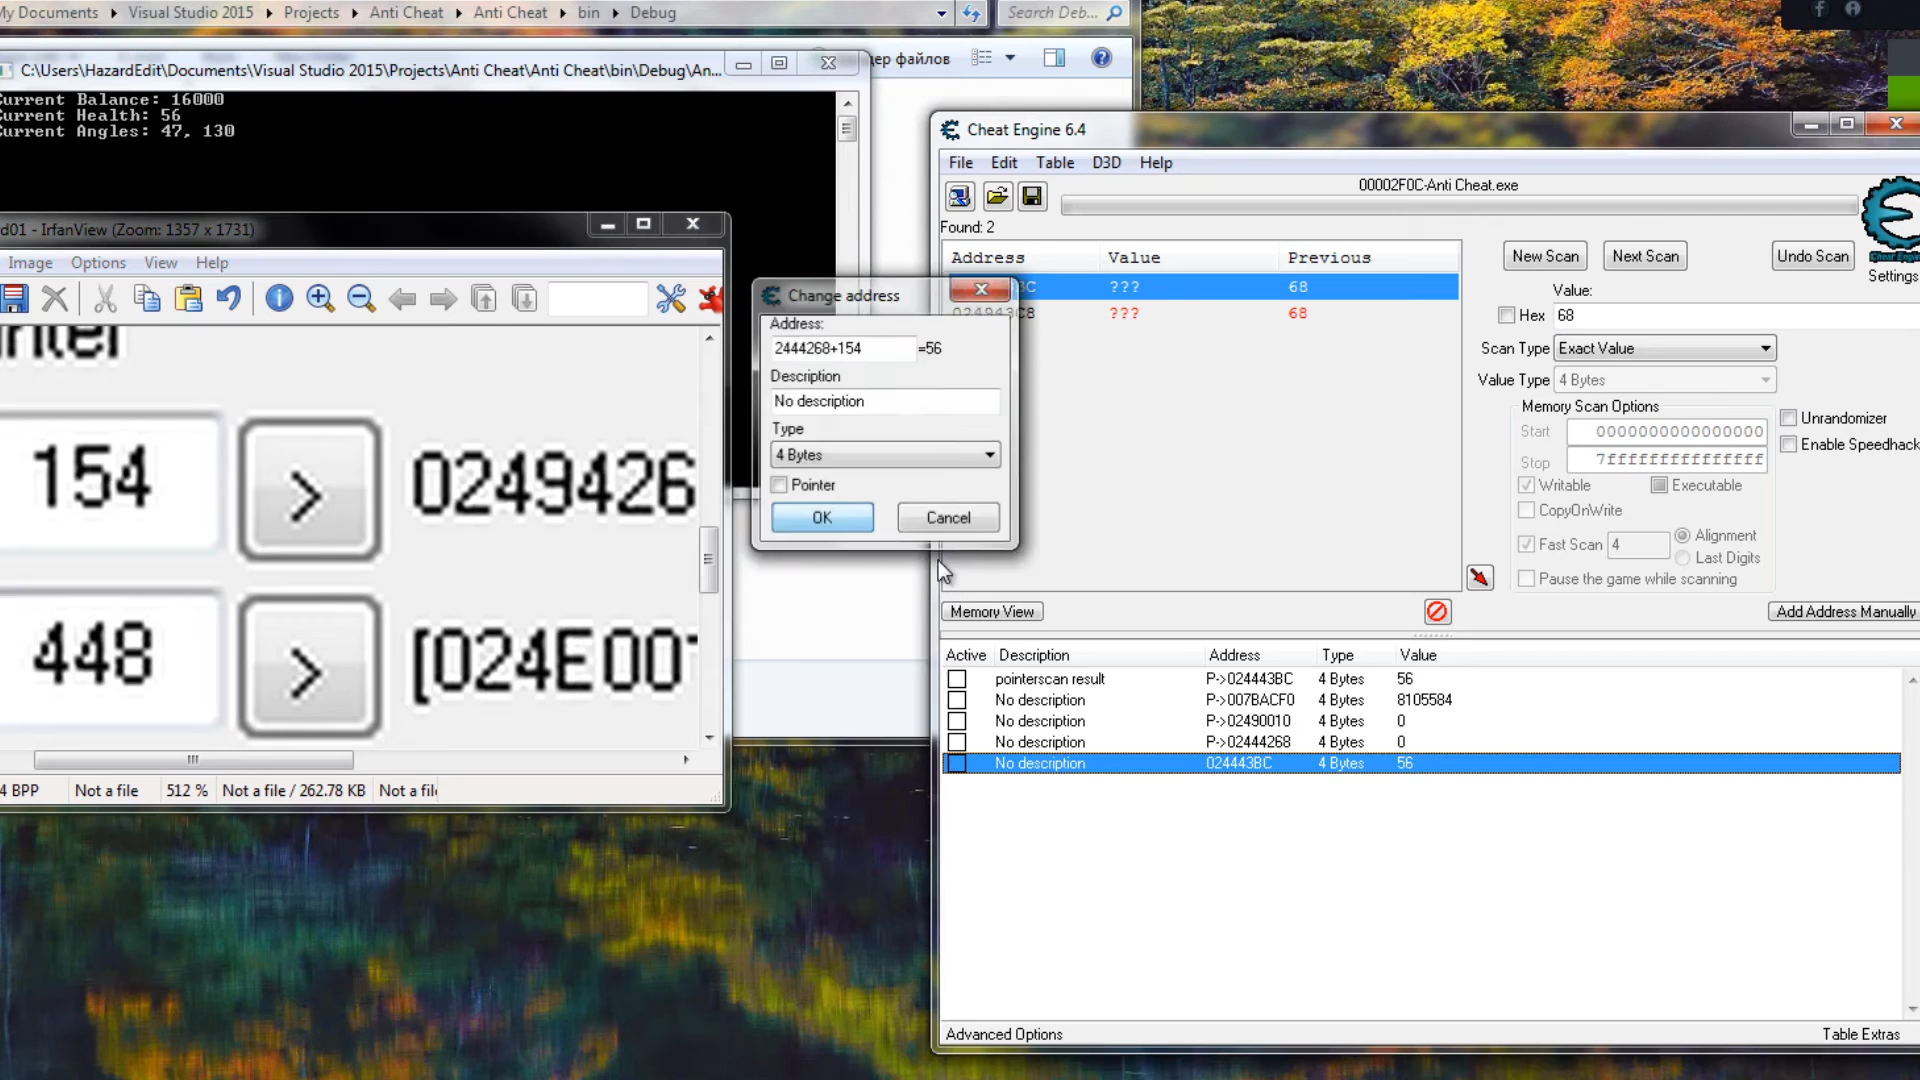 My Documents Visual Studio 2015 Projects Anti Cheat Anti Cheat bin Debug
Search Deb...
C:\Users\HazardEdit\Documents\Visual Studio 2015\Projects\Anti Cheat\Anti Cheat\bin\Debug\An...
дер файлов
Current Balance: 16000
Current Health: 56
Current Angles: 47, 130
d01 - IrfanView (Zoom: 1357 x 1731)
Image Options View Help
nter
154 > 0249426
448 > [024E00
4 BPP Not a file 512 % Not a file / 262.78 KB Not a fil
Change address
Address:
2444268+154 =56
Description
No description
Type
4 Bytes
Pointer
OK Cancel
Cheat Engine 6.4
File Edit Table D3D Help
00002F0C-Anti Cheat.exe
Found: 2
Address Value Previous
3C ??? 68
024943C8 ??? 68
New Scan Next Scan Undo Scan
Settings
Value:
Hex 68
Scan Type Exact Value
Value Type 4 Bytes
Memory Scan Options
Start 0000000000000000
Stop 7fffffffffffffff
Writable Executable
CopyOnWrite
Fast Scan 4 Alignment
Last Digits
Pause the game while scanning
Unrandomizer
Enable Speedhack
Memory View Add Address Manually
Active Description Address Type Value
pointerscan result P->024443BC 4 Bytes 56
No description P->007BACF0 4 Bytes 8105584
No description P->02490010 4 Bytes 0
No description P->02444268 4 Bytes 0
No description 024443BC 4 Bytes 56
Advanced Options Table Extras